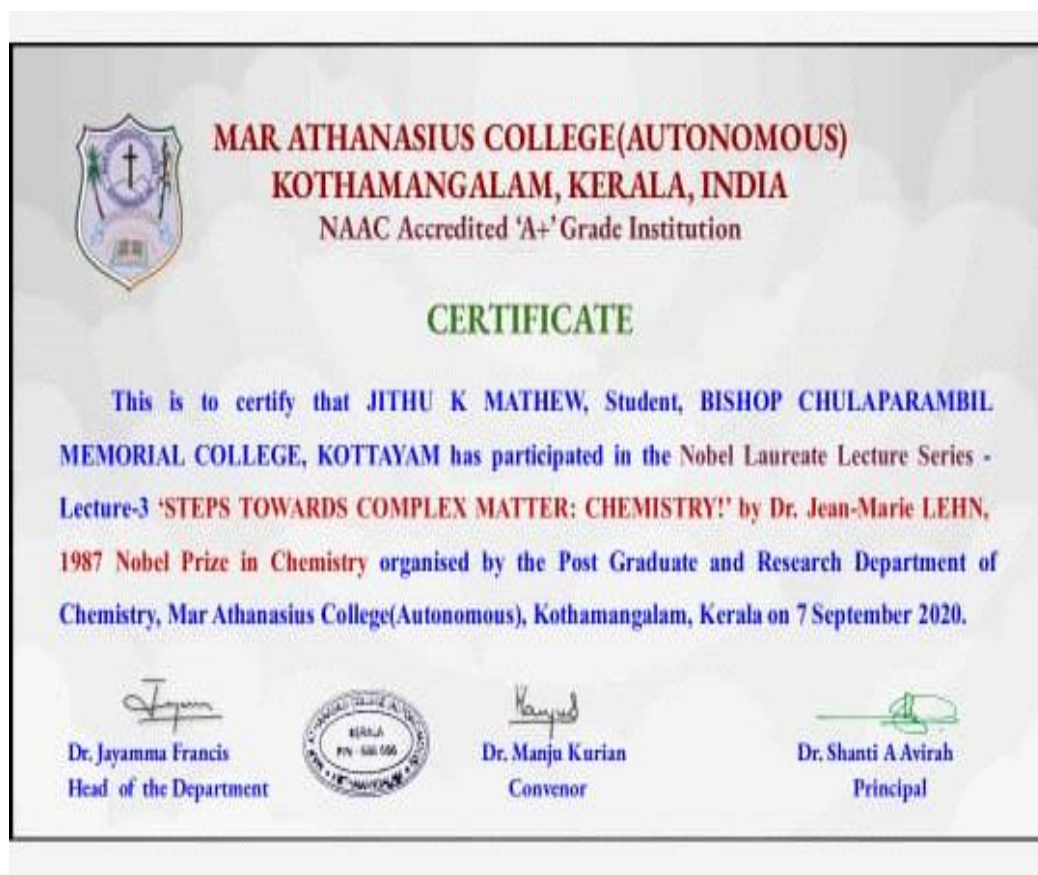 MAR ATHANASIUS COLLEGE(AUTONOMOUS)
KOTHAMANGALAM, KERALA, INDIA
NAAC Accredited ‘A+’ Grade Institution
CERTIFICATE
This is to certify that JITHU K MATHEW, Student, BISHOP CHULAPARAMBIL
MEMORIAL COLLEGE, KOTTAYAM has participated in the Nobel Laureate Lecture Series -
Lecture-3 ‘STEPS TOWARDS COMPLEX MATTER: CHEMISTRY!’ by Dr. Jean-Marie LEHN,
1987 Nobel Prize in Chemistry organised by the Post Graduate and Research Department of
Chemistry, Mar Athanasius College(Autonomous), Kothamangalam, Kerala on 7 September 2020.
KERALA
PIN - 686 666
Dr. Jayamma Francis
Head of the Department
Dr. Manju Kurian
Convenor
Dr. Shanti A Avirah
Principal